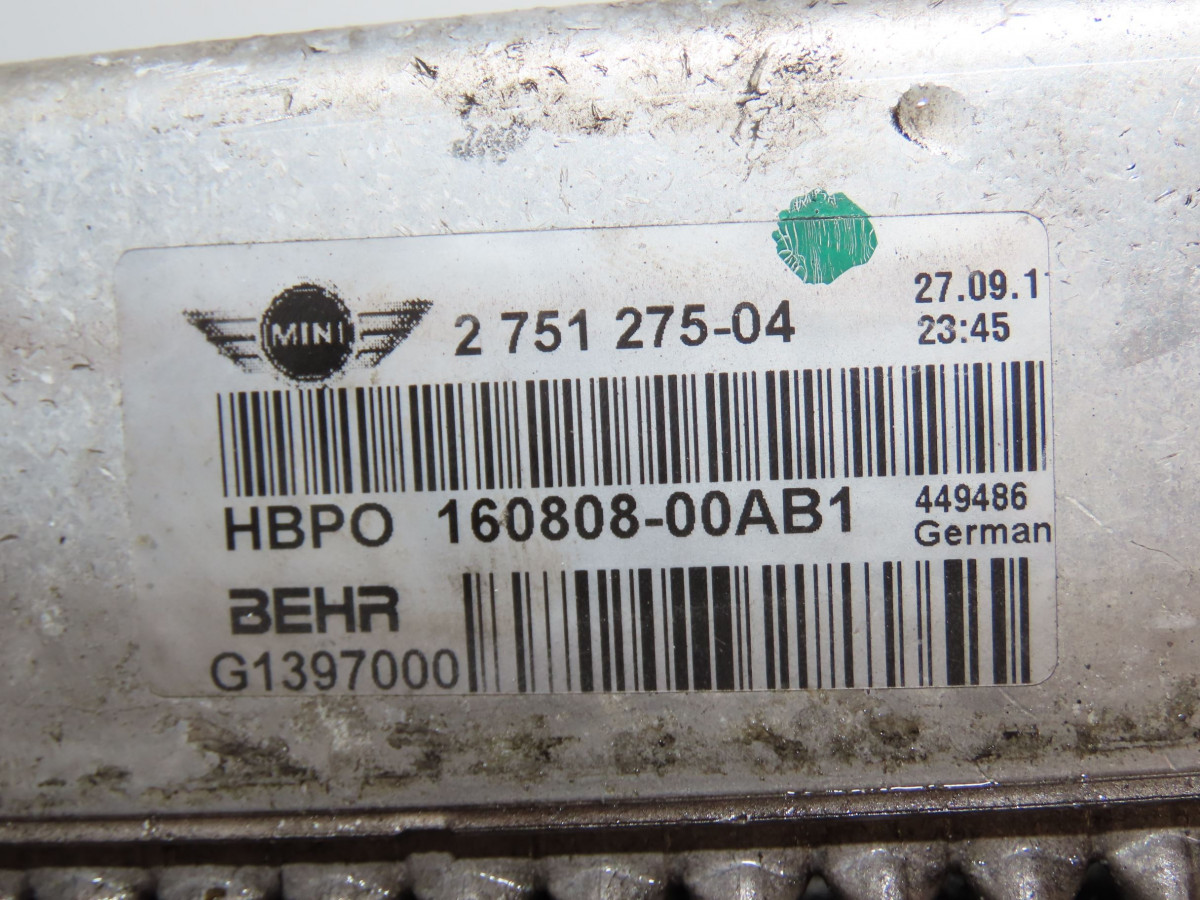 MINI 2 751 275-04 27.09.1
23:45
HBPO 160808-00AB1 449486
German
BEHR
G1397000